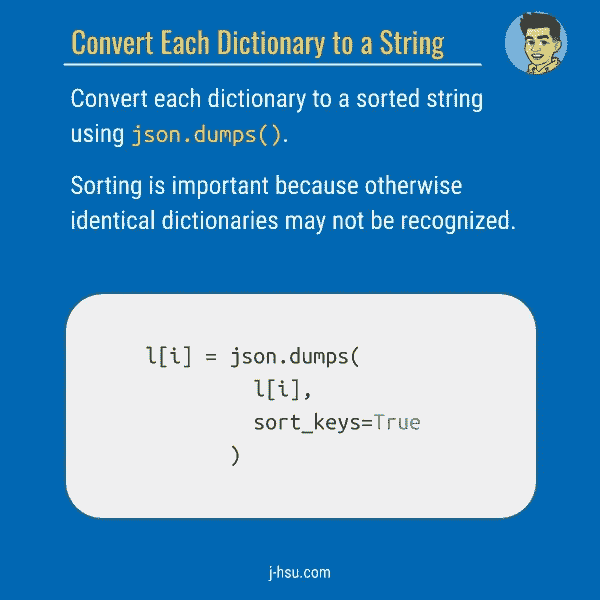 Convert Each Dictionary to a String
Convert each dictionary to a sorted string
using json.dumps().
Sorting is important because otherwise
identical dictionaries may not be recognized.
l[i] = json.dumps(
l[i],
sort_keys=True
)
j-hsu.com